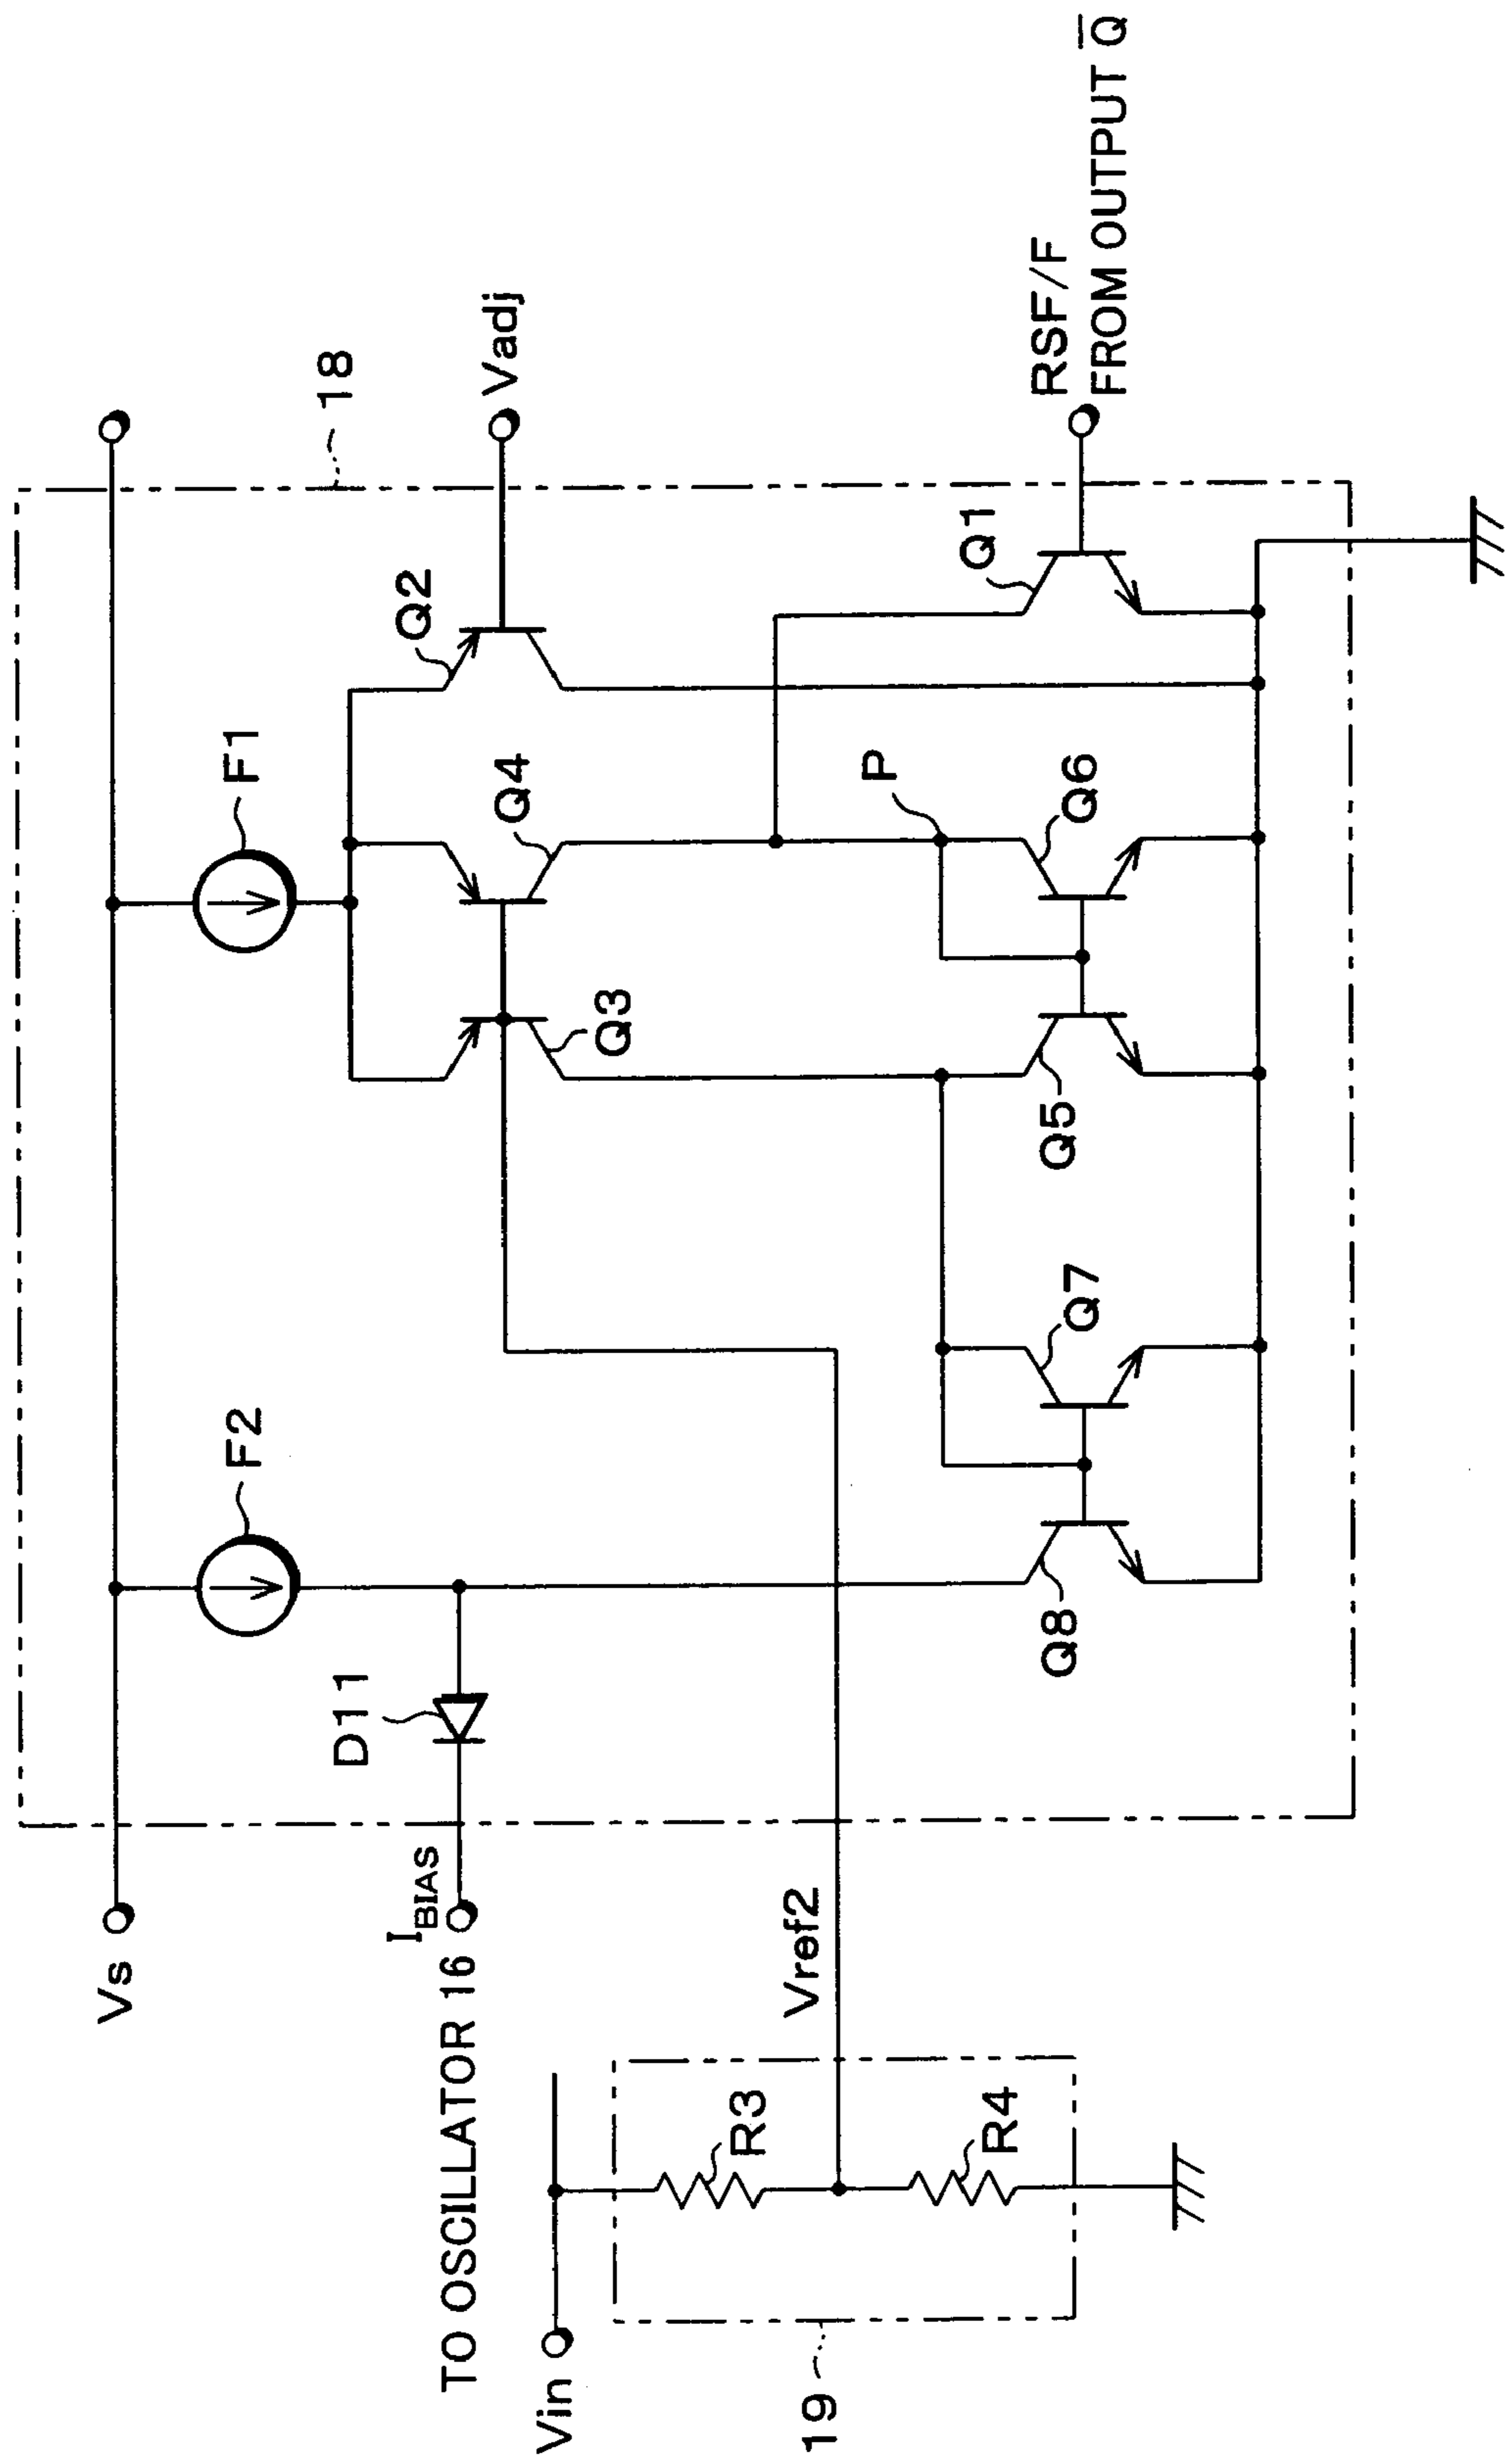 Vs
F2
F1
18
I BIAS
TO OSCILLATOR 16
D11
Q2
Vadj
Q4
Q3
Vin
19
R3
R4
Vref2
P
Q8
Q7
Q5
Q6
Q1
RSF/F
FROM OUTPUT Q̅